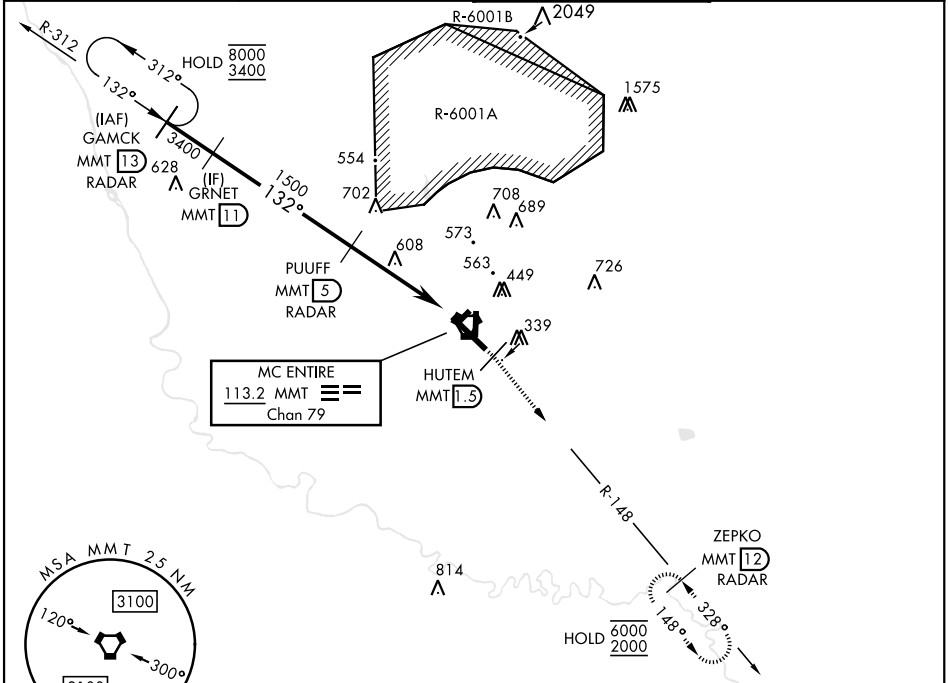 R-6001B
2049
R-312
HOLD 8000
3400
312°
132°
1575
R-6001A
(IAF)
GAMCK
MMT 13
RADAR
3400
628
(IF)
GRNET
MMT 11
554
702
1500
132°
708
689
573
608
563
449
726
PUUFF
MMT 5
RADAR
339
MC ENTIRE
113.2 MMT
Chan 79
HUTEM
MMT 1.5
R-148
ZEPKO
MMT 12
RADAR
814
328°
148°
HOLD 6000
2000
MSA MMT 25 NM
3100
120°
300°